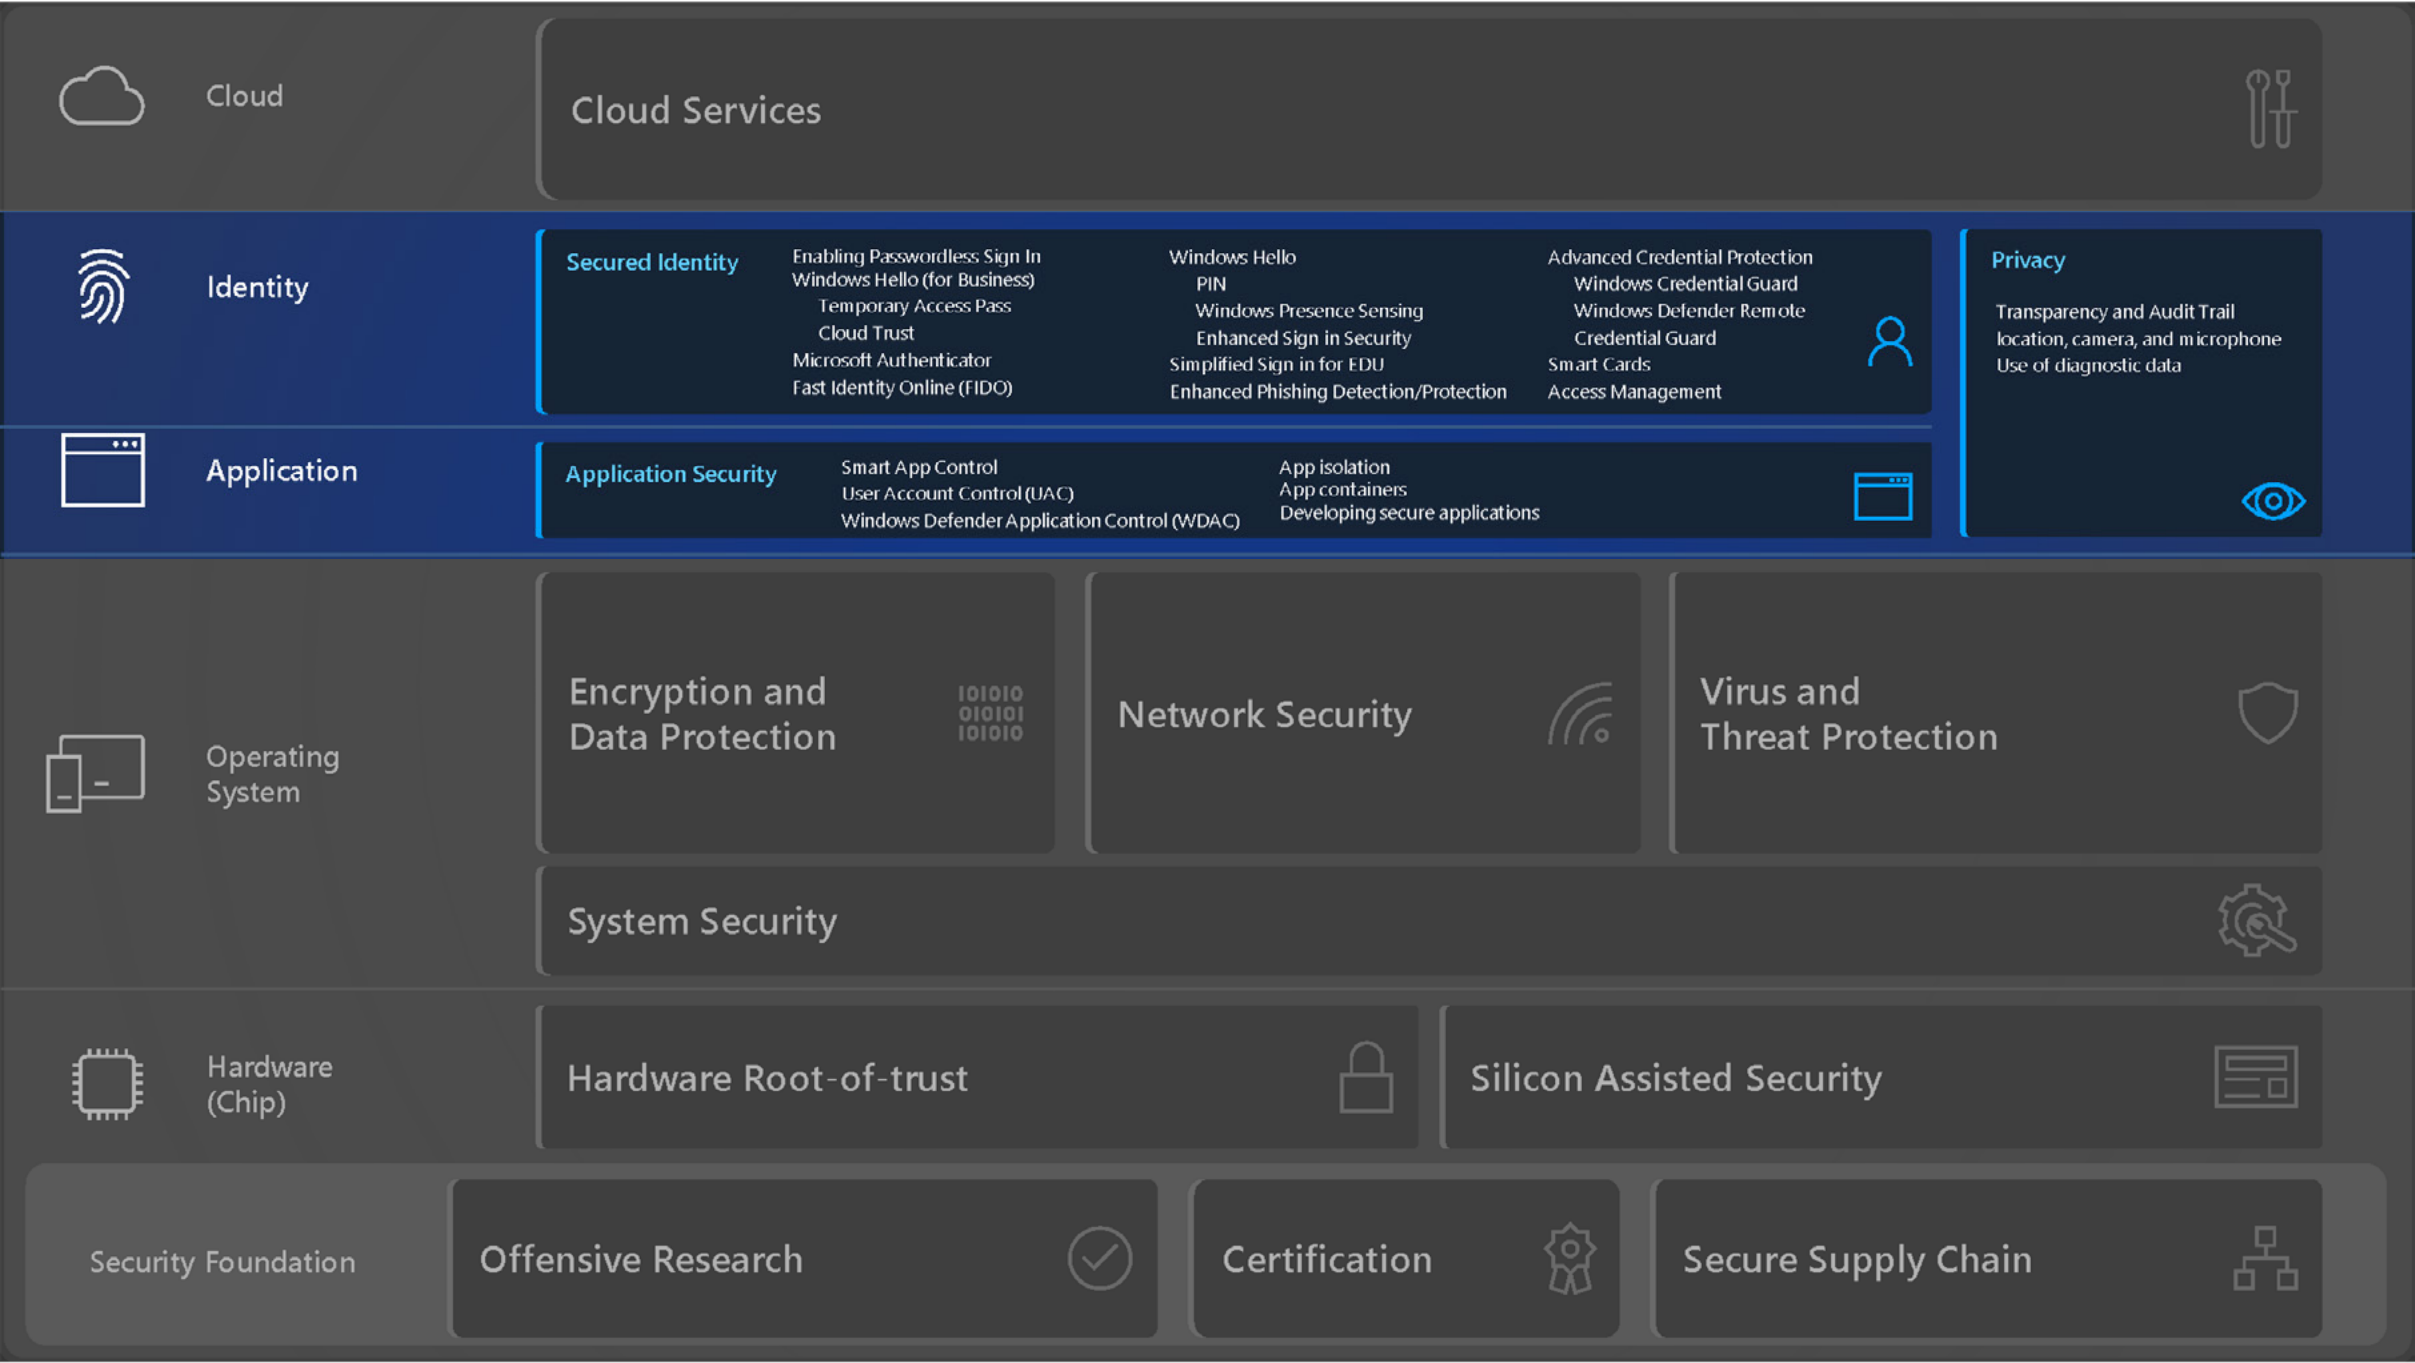 Cloud
Cloud Services
Identity
Secured Identity
Enabling Passwordless Sign In
Windows Hello (for Business)
Temporary Access Pass
Cloud Trust
Microsoft Authenticator
Fast Identity Online (FIDO)
Windows Hello
PIN
Windows Presence Sensing
Enhanced Sign in Security
Simplified Sign in for EDU
Enhanced Phishing Detection/Protection
Advanced Credential Protection
Windows Credential Guard
Windows Defender Remote
Credential Guard
Smart Cards
Access Management
Privacy
Transparency and Audit Trail
location, camera, and microphone
Use of diagnostic data
Application
Application Security
Smart App Control
User Account Control (UAC)
Windows Defender Application Control (WDAC)
App isolation
App containers
Developing secure applications
Operating
System
Encryption and
Data Protection
101010
010101
101010
Network Security
Virus and
Threat Protection
System Security
Hardware
(Chip)
Hardware Root-of-trust
Silicon Assisted Security
Security Foundation
Offensive Research
Certification
Secure Supply Chain